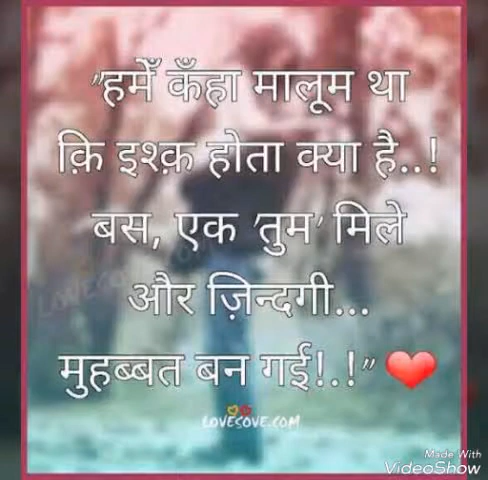 "हमेँ कँहा मालूम था
क़ि इश्क़ होता क्या है..!
बस, एक 'तुम' मिले
और ज़िन्दगी...
मुहब्बत बन गई!.!" ❤
LOVESOVE.COM
Made With
VideoShow